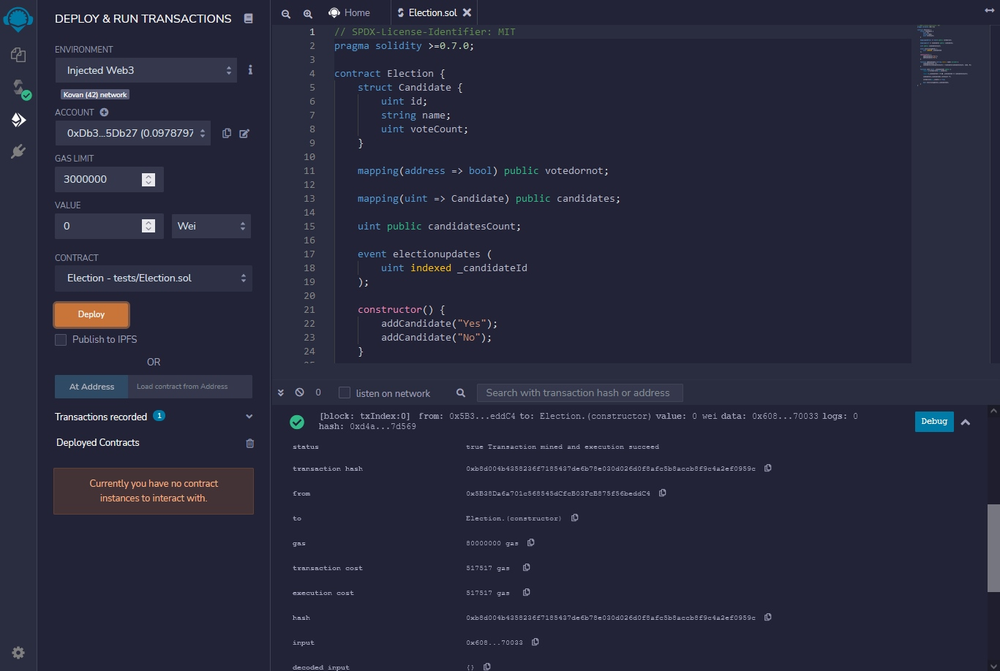 DEPLOY & RUN TRANSACTIONS
ENVIRONMENT
Injected Web3
Kovan (42) network
ACCOUNT
0xDb3...5Db27 (0.0978797
GAS LIMIT
3000000
VALUE
0
Wei
CONTRACT
Election - tests/Election.sol
Deploy
Publish to IPFS
OR
At Address
Load contract from Address
Transactions recorded 1
Deployed Contracts
Currently you have no contract
instances to interact with.
Home
Election.sol
1 // SPDX-License-Identifier: MIT
2 pragma solidity >=0.7.0;
3
4 contract Election {
5 struct Candidate {
6 uint id;
7 string name;
8 uint voteCount;
9 }
10
11 mapping(address => bool) public votedornot;
12
13 mapping(uint => Candidate) public candidates;
14
15 uint public candidatesCount;
16
17 event electionupdates (
18 uint indexed _candidateId
19 );
20
21 constructor() {
22 addCandidate("Yes");
23 addCandidate("No");
24 }
0
listen on network
Search with transaction hash or address
[block: txIndex:0] from: 0x5B3...eddC4 to: Election.(constructor) value: 0 wei data: 0x608...70033 logs: 0
hash: 0xd4a...7d569
Debug
status true Transaction mined and execution succeed
transaction hash 0xb8d004b4358236f7185437de6b78e030d026d0f8afc5b8accb8f9c4a2ef0959c
from 0x5B38Da6a701c568545dCfcB03FcB875f56beddC4
to Election.(constructor)
gas 80000000 gas
transaction cost 517517 gas
execution cost 517517 gas
hash 0xb8d004b4358236f7185437de6b78e030d026d0f8afc5b8accb8f9c4a2ef0959c
input 0x608...70033
decoded input {}